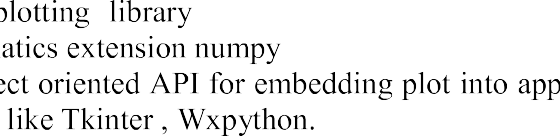 plotting library
atics extension numpy
ect oriented API for embedding plot into app
like Tkinter , Wxpython.